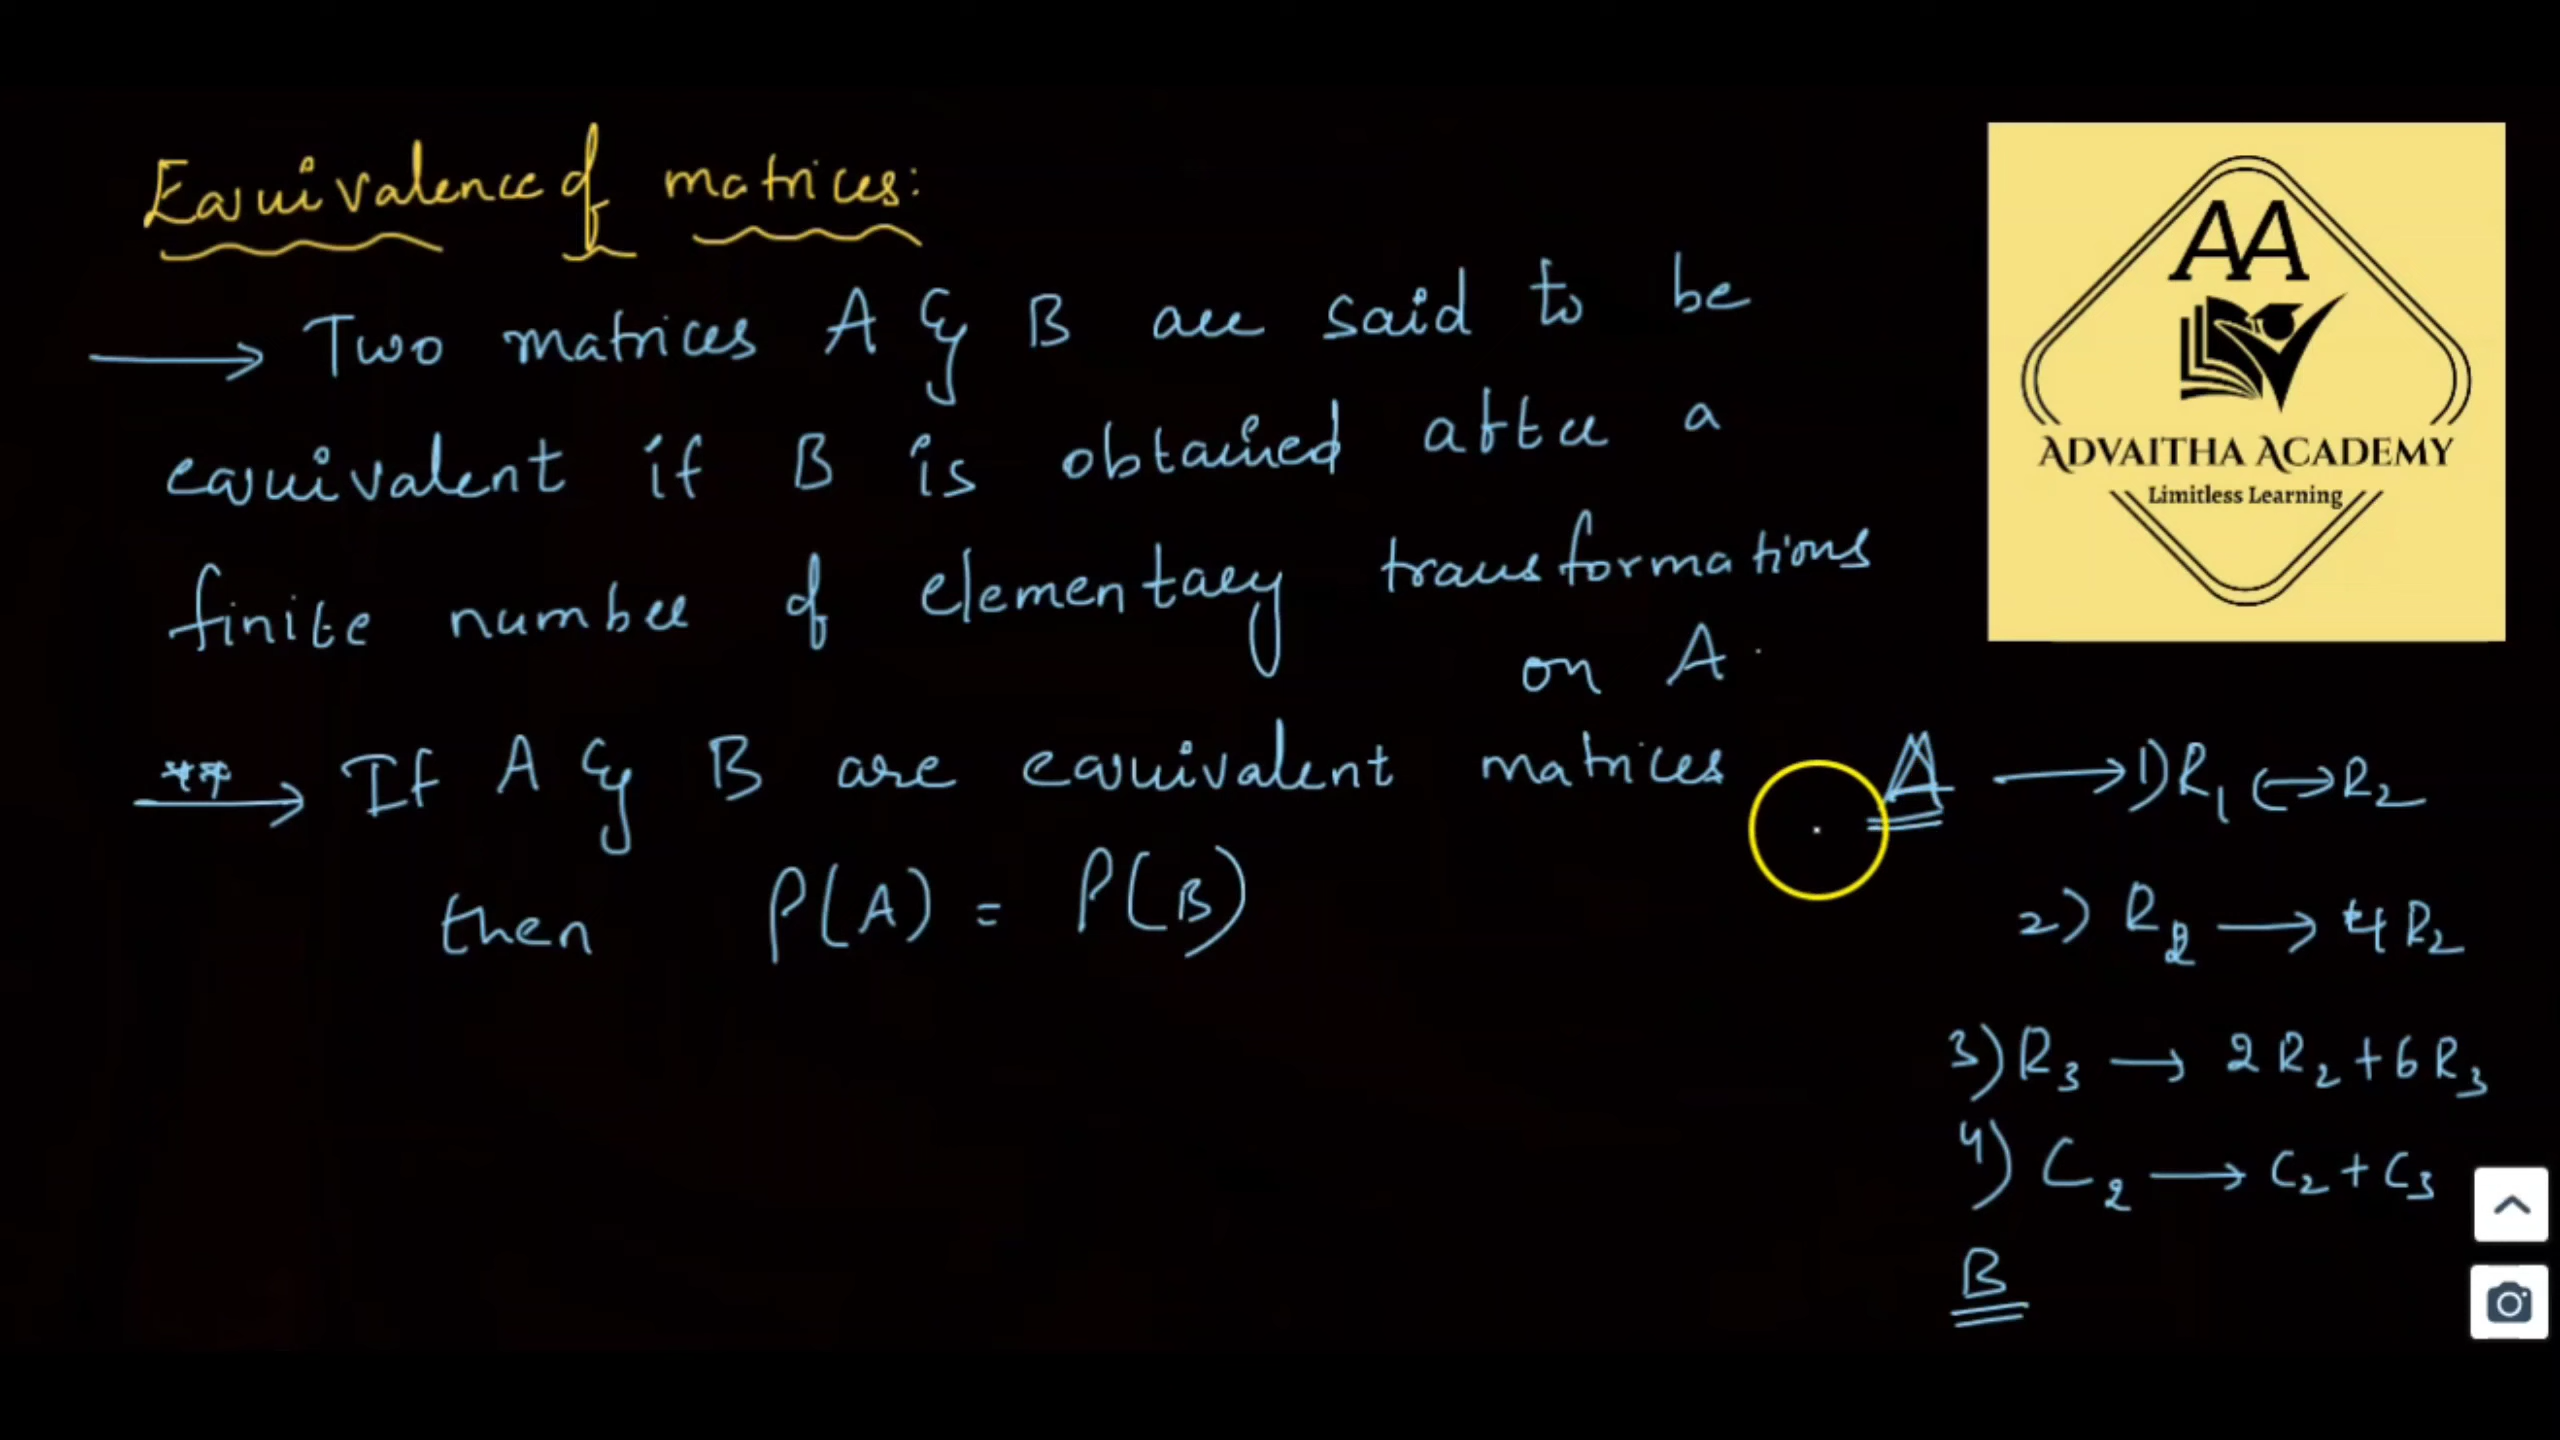 Equivalence of matrices:
→ Two matrices A & B are said to be
equivalent if B is obtained after a
finite number of elementary transformations
on A.
** → If A & B are equivalent matrices
then ρ(A) = ρ(B)
AA
ADVAITHA ACADEMY
Limitless Learning
A → 1) R₁ ↔ R₂
2) R₂ → 4R₂
3) R₃ → 2R₂ + 6R₃
4) C₂ → C₂ + C₃
B